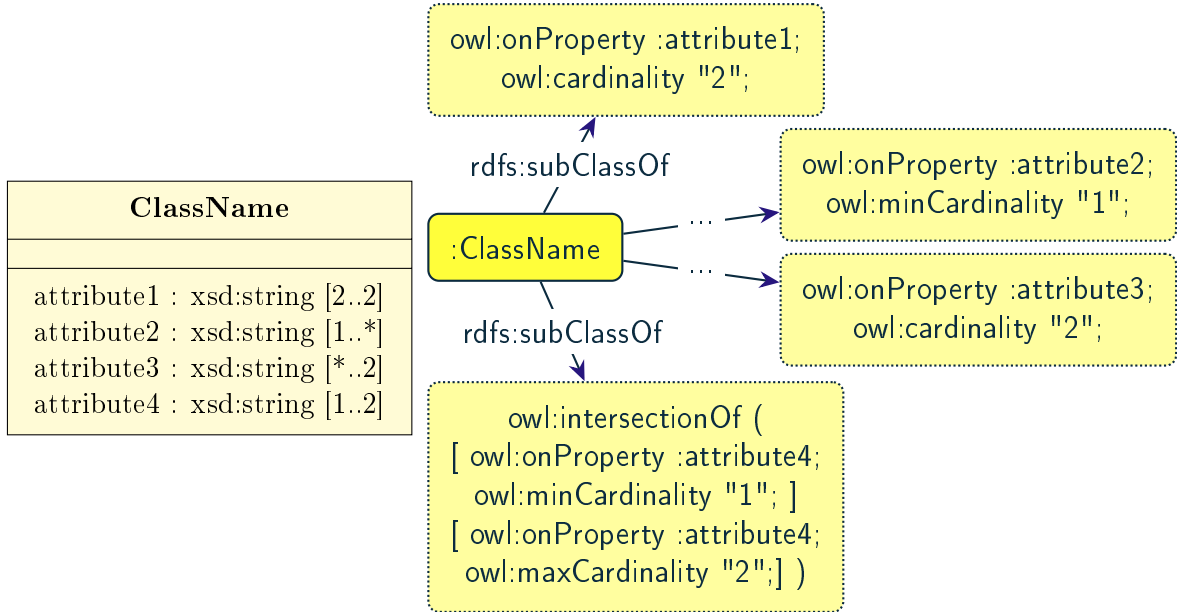 ClassName
attribute1 : xsd:string [2..2]
attribute2 : xsd:string [1..*]
attribute3 : xsd:string [*..2]
attribute4 : xsd:string [1..2]
owl:onProperty :attribute1;
owl:cardinality "2";
rdfs:subClassOf
:ClassName
...
...
owl:onProperty :attribute2;
owl:minCardinality "1";
owl:onProperty :attribute3;
owl:cardinality "2";
rdfs:subClassOf
owl:intersectionOf (
[ owl:onProperty :attribute4;
owl:minCardinality "1"; ]
[ owl:onProperty :attribute4;
owl:maxCardinality "2";] )